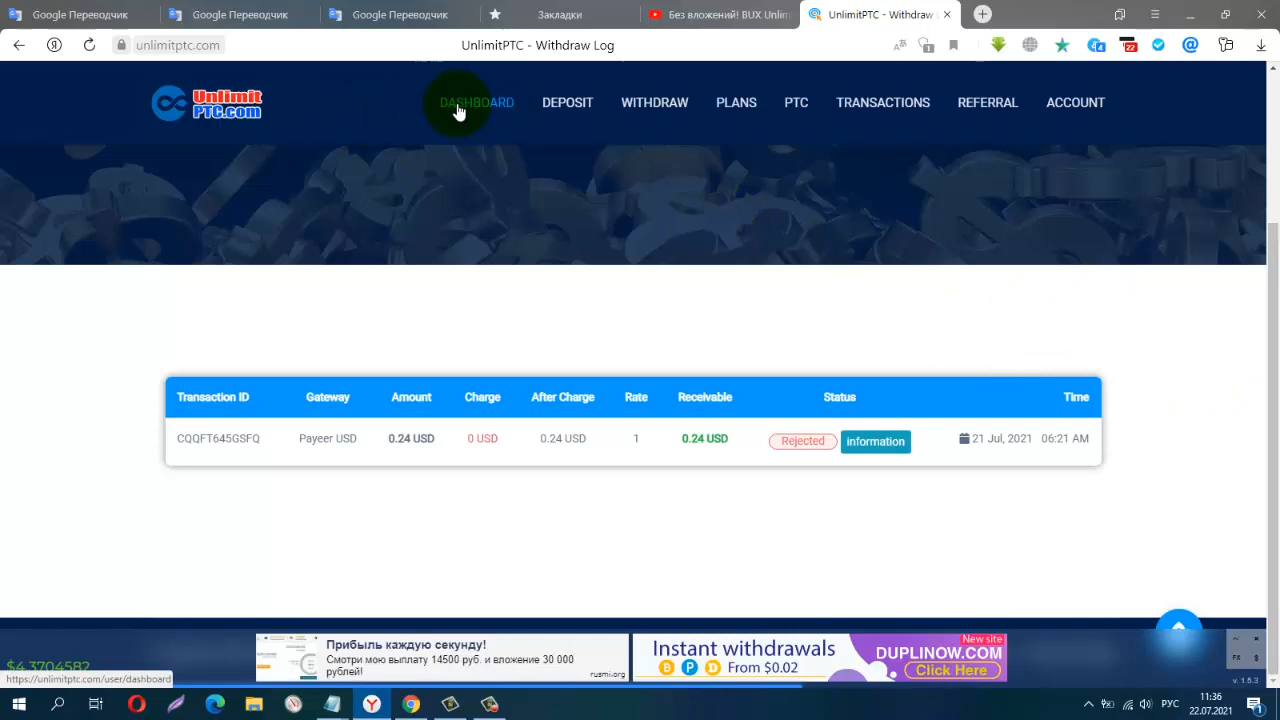 Google Переводчик
Google Переводчик
Google Переводчик
Закладки
Без вложений! BUX Unlim
UnlimitPTC - Withdraw
unlimitptc.com
UnlimitPTC - Withdraw Log
4
22
Unlimit
PTC.com
DASHBOARD
DEPOSIT
WITHDRAW
PLANS
PTC
TRANSACTIONS
REFERRAL
ACCOUNT
Transaction ID
Gateway
Amount
Charge
After Charge
Rate
Receivable
Status
Time
CQQFT645GSFQ
Payeer USD
0.24 USD
0 USD
0.24 USD
1
0.24 USD
Rejected
information
21 Jul, 2021
06:21 AM
$4.3704582
https://unlimitptc.com/user/dashboard
Прибыль каждую секунду!
Смотри мою выплату 14500 руб. и вложение 30 000
рублей!
rusmi.org
Instant withdrawals
From $0.02
New site
DUPLINOW.COM
Click Here
v. 1.5.3
РУС
11:36
22.07.2021